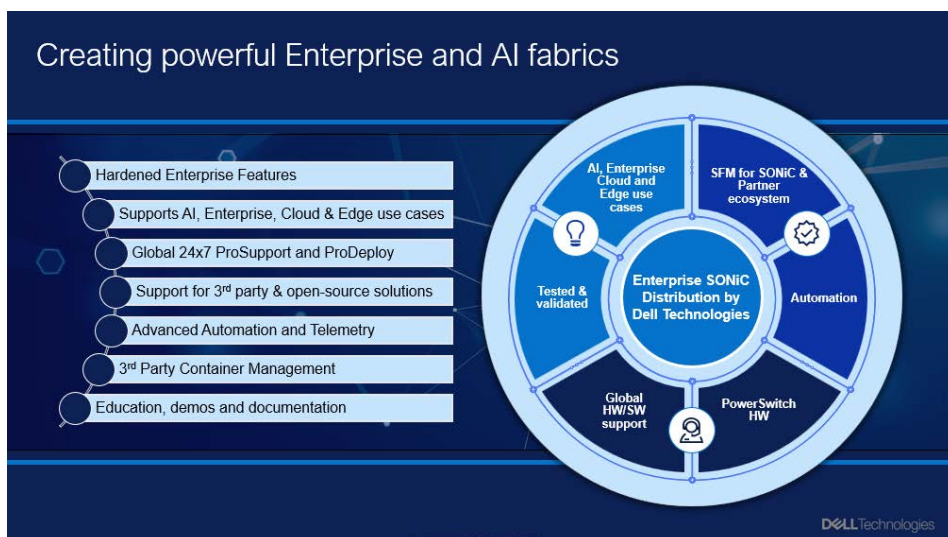 Creating powerful Enterprise and AI fabrics
Hardened Enterprise Features
Supports AI, Enterprise, Cloud & Edge use cases
Global 24x7 ProSupport and ProDeploy
Support for 3rd party & open-source solutions
Advanced Automation and Telemetry
3rd Party Container Management
Education, demos and documentation
AI, Enterprise
Cloud and
Edge use
cases
SFM for SONiC &
Partner
ecosystem
Tested &
validated
Enterprise SONiC
Distribution by
Dell Technologies
Automation
Global
HW/SW
support
PowerSwitch
HW
DELLTechnologies